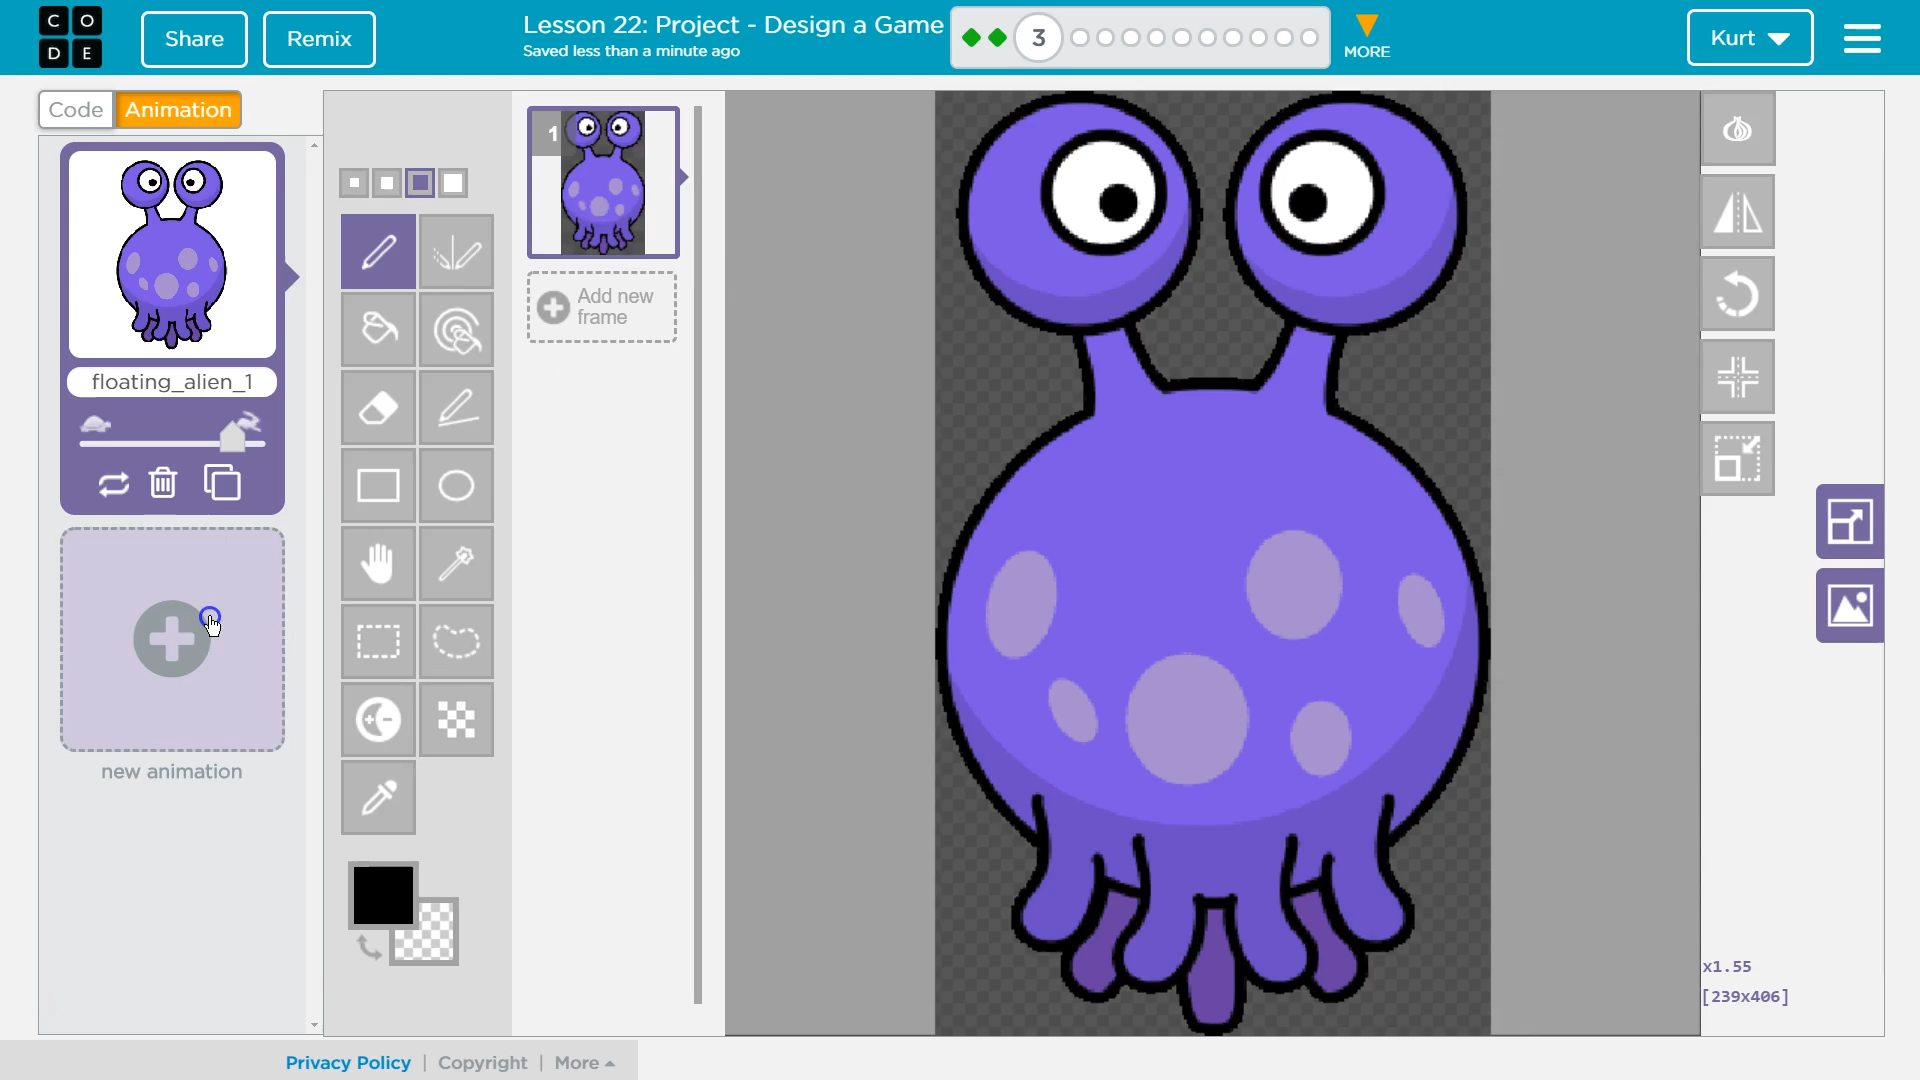 C O
D E
Share
Remix
Lesson 22: Project - Design a Game
Saved less than a minute ago
3
MORE
Kurt
Code
Animation
1
floating_alien_1
Add new
frame
new animation
x1.55
[239x406]
Privacy Policy | Copyright | More